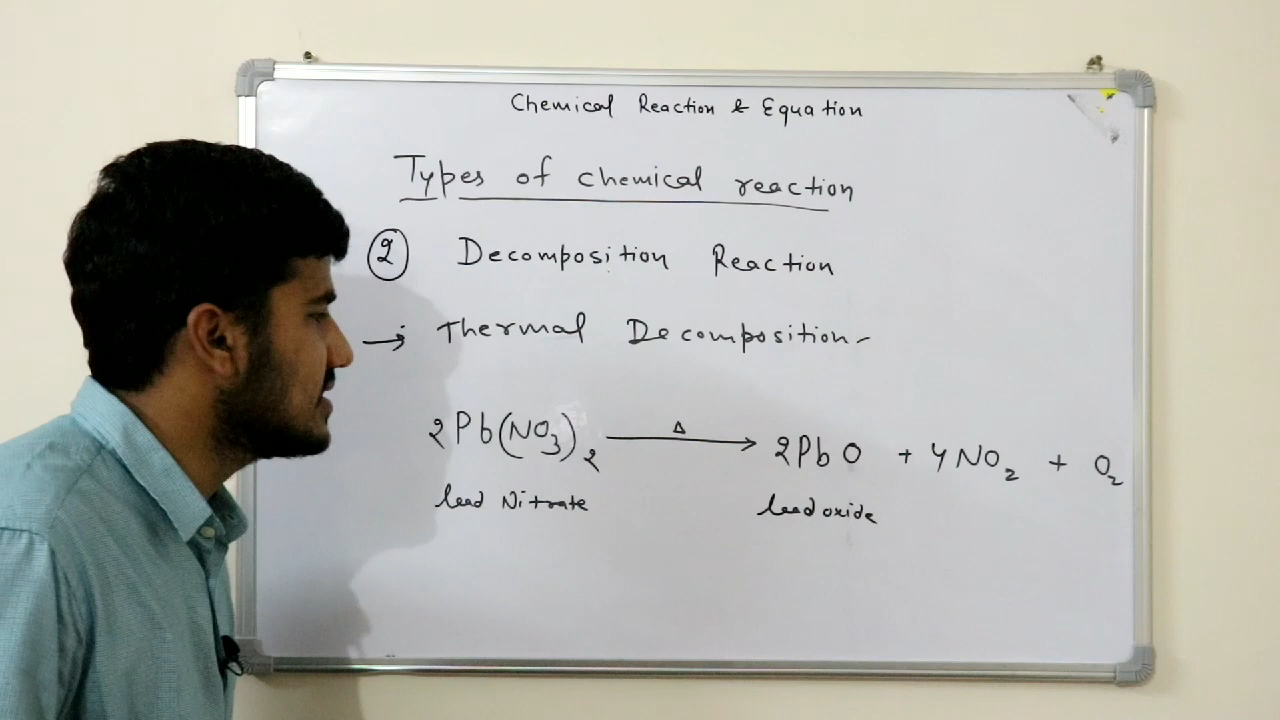 Chemical Reaction & Equation
Types of chemical reaction
② Decomposition Reaction
→ Thermal Decomposition-
2Pb(NO₃)₂ —Δ→ 2PbO + 4NO₂ + O₂
lead Nitrate lead oxide